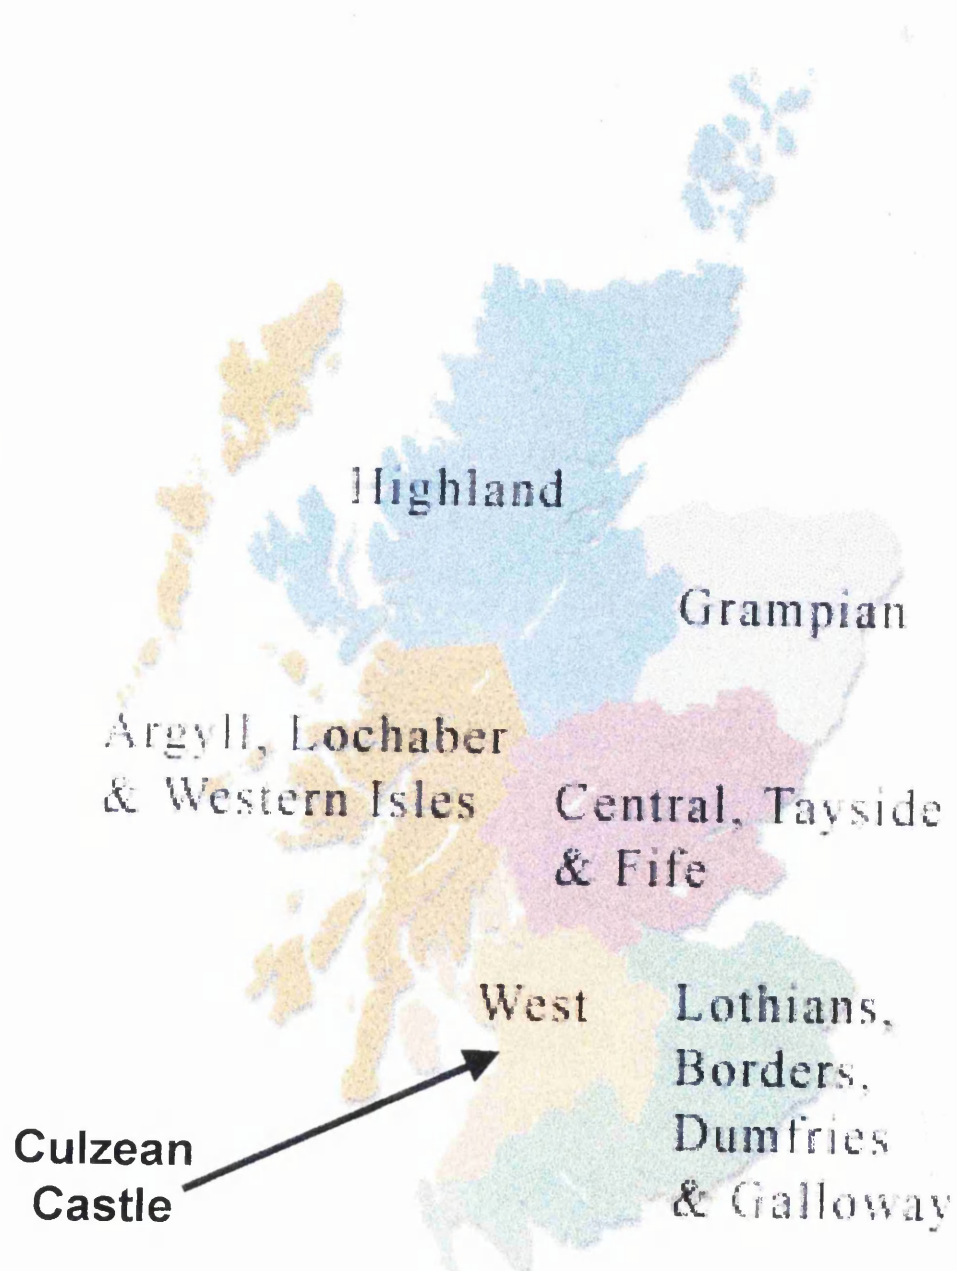 Highland
Grampian
Argyll, Lochaber
& Western Isles
Central, Tayside
& Fife
West
Lothians,
Borders,
Dumfries
& Galloway
Culzean
Castle